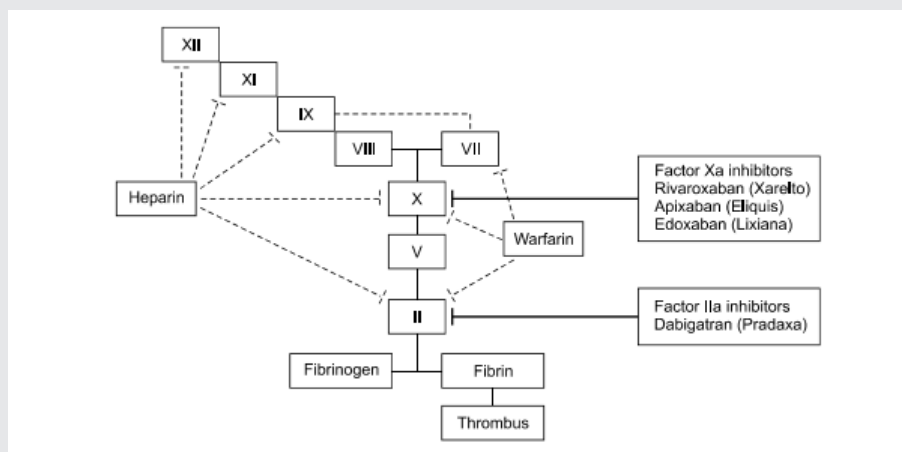 XII
XI
IX
VIII
VII
Heparin
X
Factor Xa inhibitors
Rivaroxaban (Xarelto)
Apixaban (Eliquis)
Edoxaban (Lixiana)
Warfarin
V
II
Factor IIa inhibitors
Dabigatran (Pradaxa)
Fibrinogen
Fibrin
Thrombus